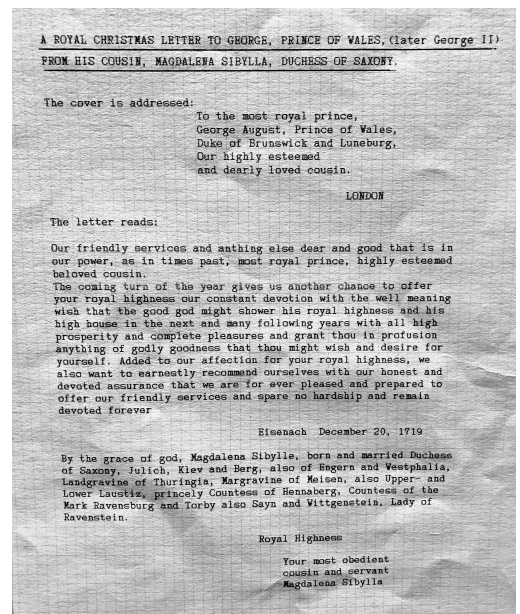 A ROYAL CHRISTMAS LETTER TO GEORGE, PRINCE OF WALES, (later George II)
FROM HIS COUSIN, MAGDALENA SIBYLLA, DUCHESS OF SAXONY.
The cover is addressed:
To the most royal prince,
George August, Prince of Wales,
Duke of Brunswick and Luneburg,
Our highly esteemed
and dearly loved cousin.
LONDON
The letter reads:
Our friendly services and anthing else dear and good that is in
our power, as in times past, most royal prince, highly esteemed
beloved cousin.
The coming turn of the year gives us another chance to offer
your royal highness our constant devotion with the well meaning
wish that the good god might shower his royal highness and his
high house in the next and many following years with all high
prosperity and complete pleasures and grant thou in profusion
anything of godly goodness that thou might wish and desire for
yourself. Added to our affection for your royal highness, we
also want to earnestly recommend ourselves with our honest and
devoted assurance that we are for ever pleased and prepared to
offer our friendly services and spare no hardship and remain
devoted forever
Eisenach December 20, 1719
By the grace of god, Magdalena Sibylle, born and married Duchess
of Saxony, Julich, Klev and Berg, also of Engern and Westphalia,
Landgravine of Thuringia, Margravine of Meisen, also Upper- and
Lower Laustiz, princely Countess of Hennaberg, Countess of the
Mark Ravensburg and Torby also Sayn and Wittgenstein, Lady of
Ravenstein.
Royal Highness
Your most obedient
cousin and servant
Magdalena Sibylla